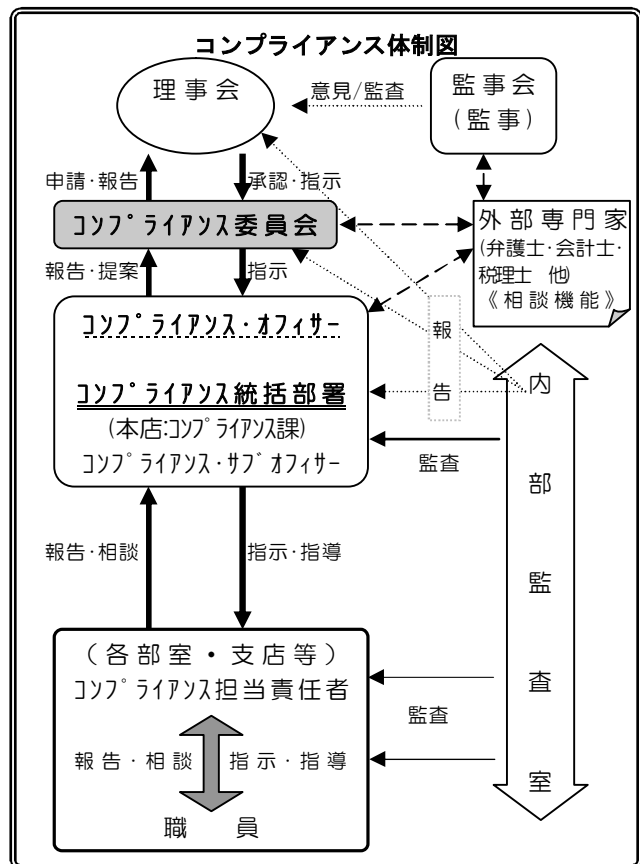 コンプライアンス体制図
理事会
意見/監査
監事会
(監事)
申請・報告
承認・指示
ｺﾝﾌﾟﾗｲｱﾝｽ委員会
外部専門家
(弁護士・会計士・
税理士 他)
《相談機能》
報告・提案
指示
ｺﾝﾌﾟﾗｲｱﾝｽ・ｵﾌｨｻｰ
報告
ｺﾝﾌﾟﾗｲｱﾝｽ統括部署
(本店:ｺﾝﾌﾟﾗｲｱﾝｽ課)
ｺﾝﾌﾟﾗｲｱﾝｽ・ｻﾌﾞｵﾌｨｻｰ
監査
内部監査室
報告・相談
指示・指導
(各部室・支店等)
ｺﾝﾌﾟﾗｲｱﾝｽ担当責任者
監査
報告・相談
指示・指導
職員